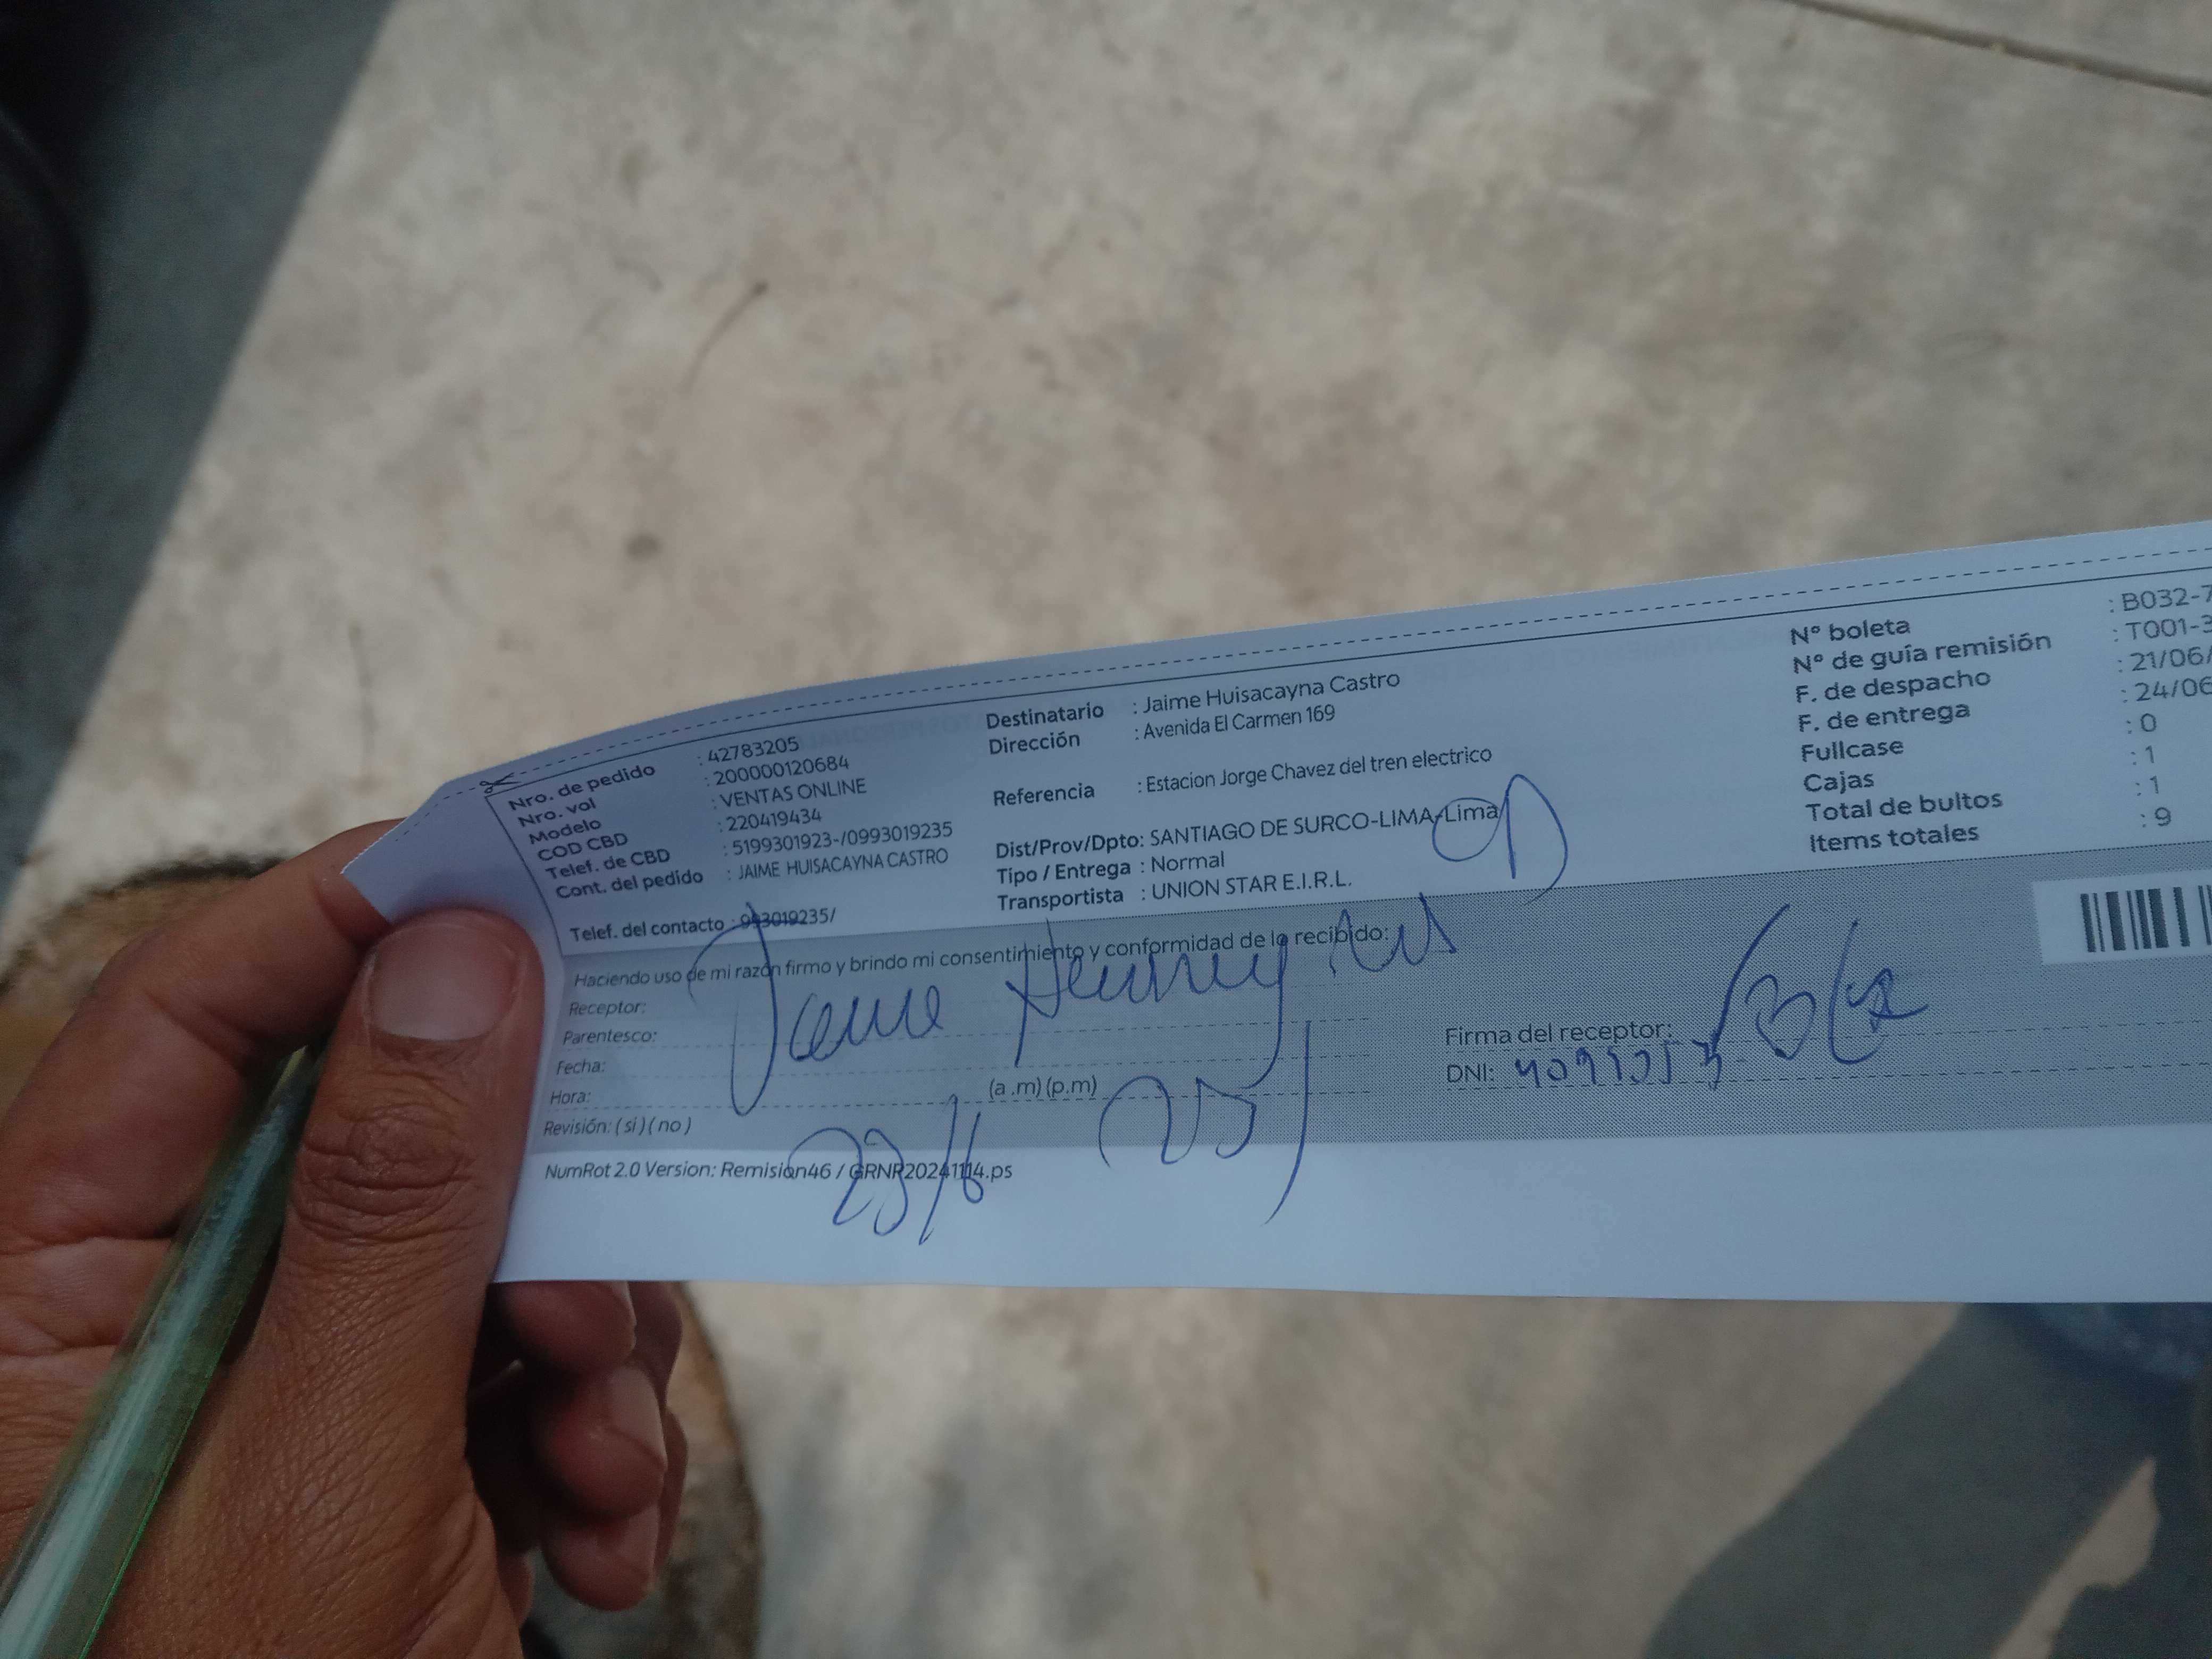 Nro. de pedido : 42783205
Nro. val : 200000120684
Modelo : VENTAS ONLINE
COD CBD : 220419434
Telef. de CBD : 5199301923-/0993019235
Cont. del pedido : JAIME HUISACAYNA CASTRO
Telef. del contacto : 993019235/
Destinatario : Jaime Huisacayna Castro
Dirección : Avenida El Carmen 169
Referencia : Estacion Jorge Chavez del tren electrico
Dist/Prov/Dpto: SANTIAGO DE SURCO-LIMA-Lima
Tipo / Entrega : Normal
Transportista : UNION STAR E.I.R.L.
N° boleta : B032-7
N° de guía remisión : T001-3
F. de despacho : 21/06/
F. de entrega : 24/06
Fullcase : 0
Cajas : 1
Total de bultos : 1
Items totales : 9
Haciendo uso de mi razón firmo y brindo mi consentimiento y conformidad de lo recibido:
Receptor:
Parentesco:
Fecha:
Hora: (a .m) (p.m)
Revisión: ( si ) ( no )
Firma del receptor:
DNI:
23/6
NumRot 2.0 Version: Remision46 / GRNR20241114.ps